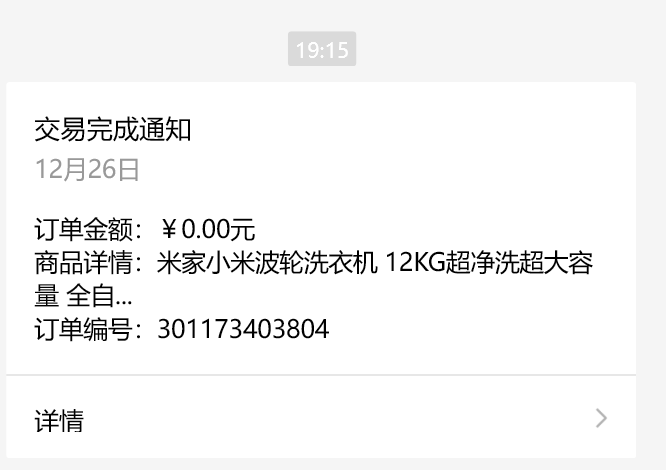 19:15
交易完成通知
12月26日
订单金额：￥0.00元
商品详情：米家小米波轮洗衣机 12KG超净洗超大容
量 全自...
订单编号：301173403804
详情